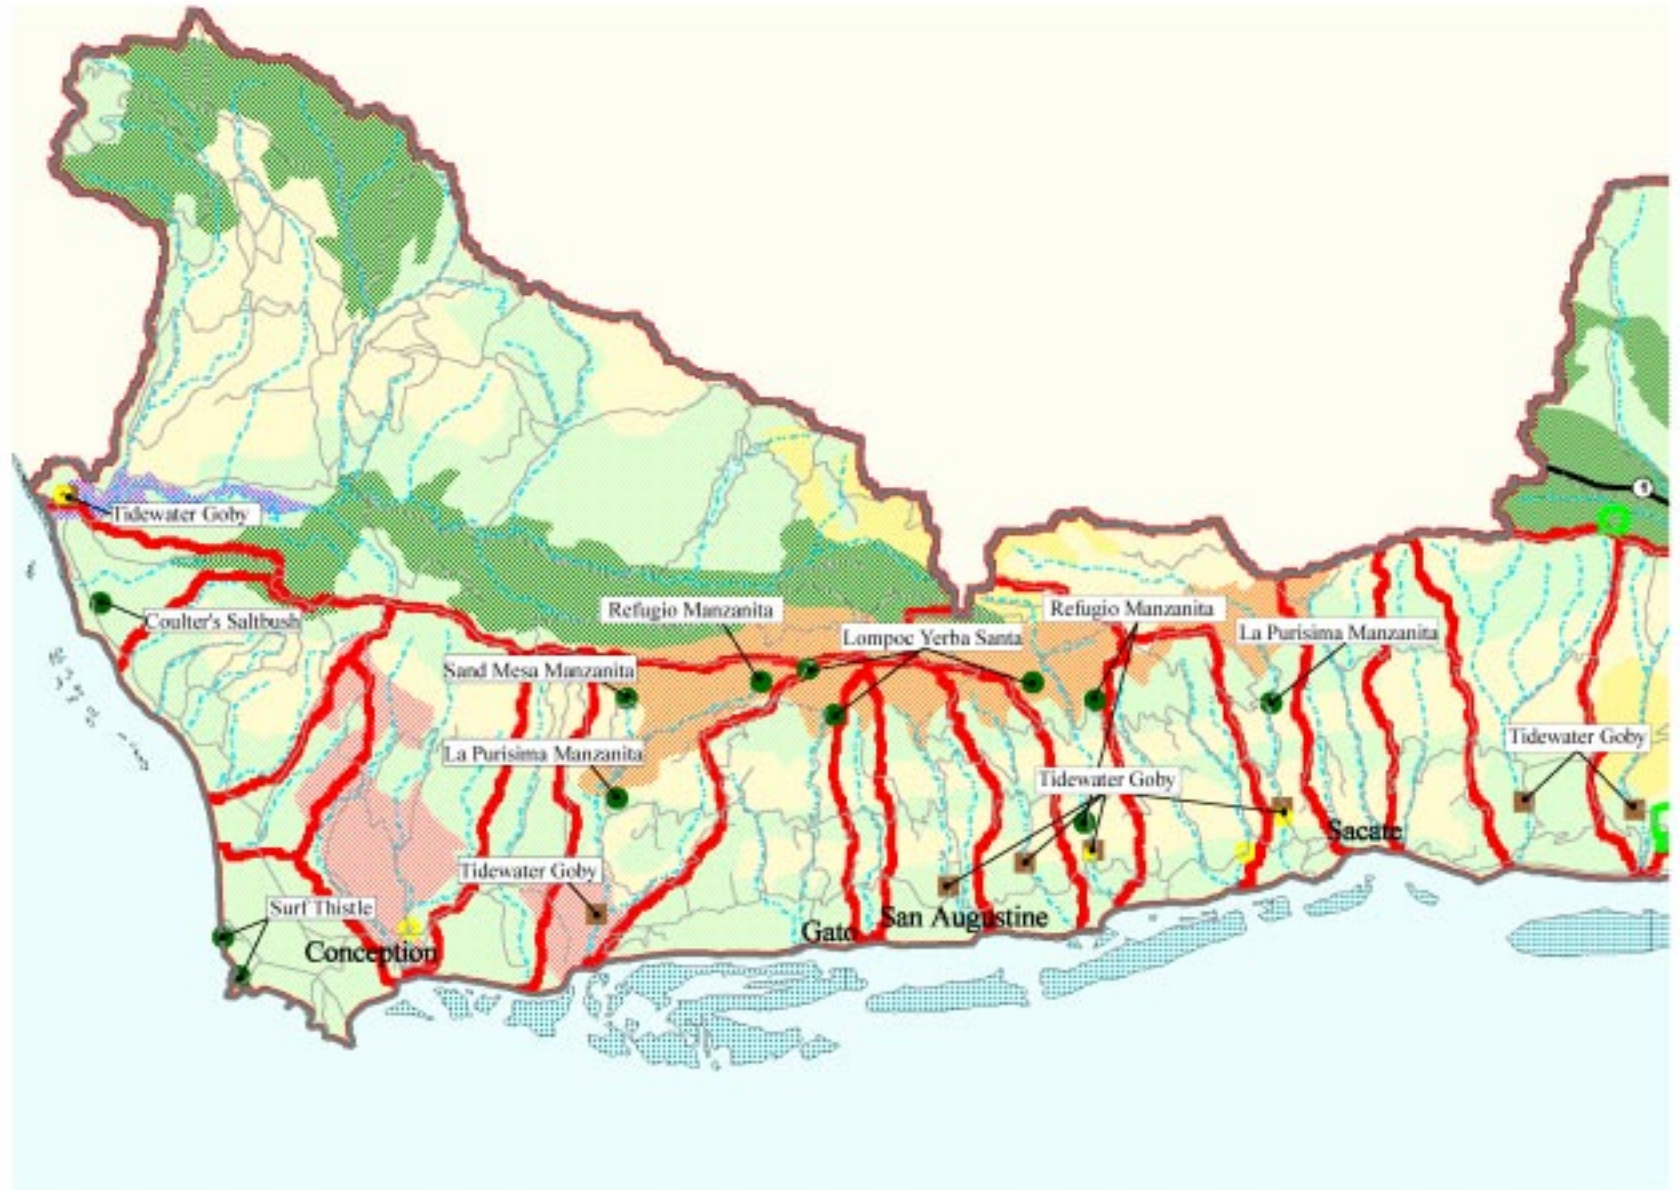 1
Tidewater Goby
Refugio Manzanita
Refugio Manzanita
Coulter's Saltbush
Lompoc Yerba Santa
La Purisima Manzanita
Sand Mesa Manzanita
Tidewater Goby
La Purisima Manzanita
Tidewater Goby
Sacate
Tidewater Goby
Surf Thistle
San Augustine
Gato
Conception